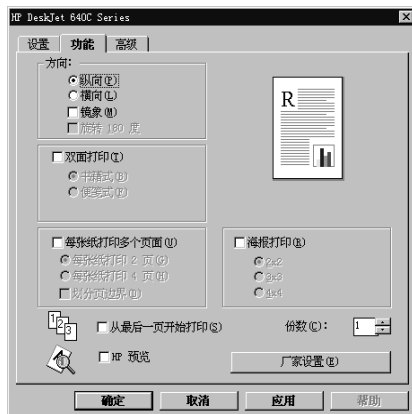 HP DeskJet 640C Series
设置 功能 高级
方向:
纵向(P)
横向(L)
镜象(M)
旋转 180 度
R
双面打印(T)
书籍式(B)
便笺式(F)
每张纸打印多个页面(U)
每张纸打印 2 页(G)
每张纸打印 4 页(H)
划分页边界(D)
海报打印(R)
2x2
3x3
4x4
1 2 3
从最后一页开始打印(S)
份数(C): 1
HP 预览
厂家设置(E)
确定 取消 应用 帮助